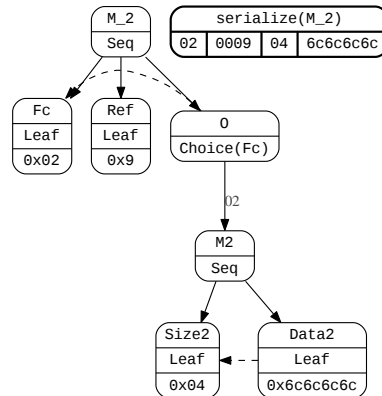 M_2
Seq
serialize(M_2)
02 0009 04 6c6c6c6c
Fc
Leaf
0x02
Ref
Leaf
0x9
O
Choice(Fc)
02
M2
Seq
Size2
Leaf
0x04
Data2
Leaf
0x6c6c6c6c